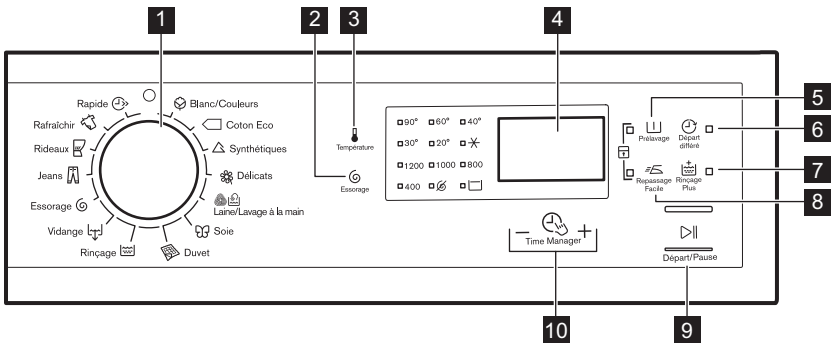 1
2
3
4
5
6
7
8
9
10
Rapide
Rafraîchir
Rideaux
Jeans
Essorage
Vidange
Rinçage
Blanc/Couleurs
Coton Eco
Synthétiques
Délicats
Laine/Lavage à la main
Soie
Duvet
Température
Essorage
90° 60° 40°
30° 20°
1200 1000 800
400
Time Manager
Prélavage
Départ
différé
Repassage
Facile
Rinçage
Plus
Départ/Pause